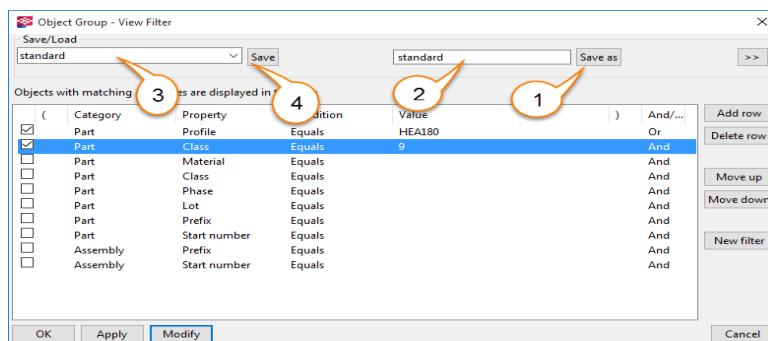 Object Group - View Filter
Save/Load
standard Save standard Save as >>
3 4 2 1
Objects with matching es are displayed in t
( Category Property dition Value ) And/...
Part Profile Equals HEA180 Or
Part Class Equals 9 And
Part Material Equals And
Part Class Equals And
Part Phase Equals And
Part Lot Equals And
Part Prefix Equals And
Part Start number Equals And
Assembly Prefix Equals And
Assembly Start number Equals And
Add row
Delete row
Move up
Move down
New filter
OK Apply Modify Cancel